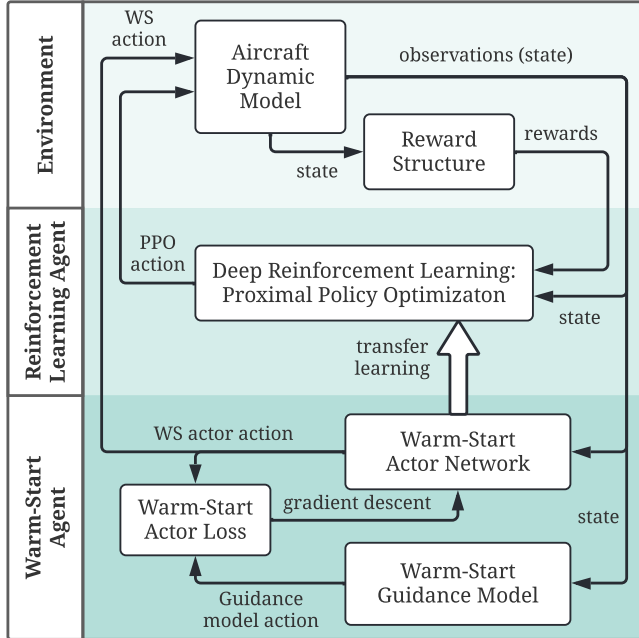 Environment
WS
action
Aircraft
Dynamic
Model
observations (state)
Reward
Structure
rewards
state
Reinforcement
Learning Agent
PPO
action
Deep Reinforcement Learning:
Proximal Policy Optimizaton
state
transfer
learning
Warm-Start
Agent
WS actor action
Warm-Start
Actor Network
Warm-Start
Actor Loss
gradient descent
state
Warm-Start
Guidance Model
Guidance
model action